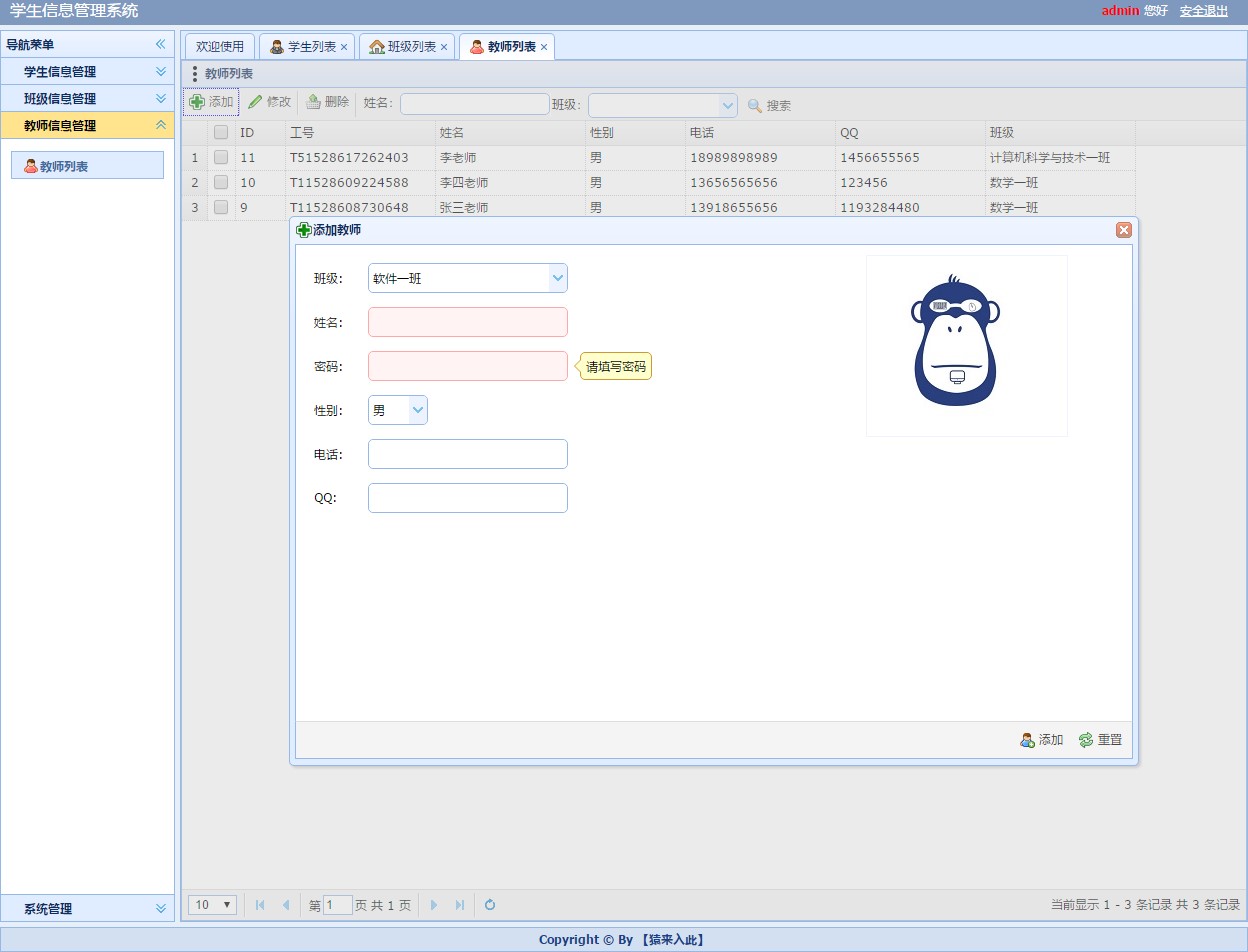 学生信息管理系统
admin 您好 安全退出
导航菜单
学生信息管理
班级信息管理
教师信息管理
教师列表
系统管理
欢迎使用 学生列表 班级列表 教师列表
教师列表
添加 修改 删除 姓名: 班级: 搜索
ID 工号 姓名 性别 电话 QQ 班级
1 11 T51528617262403 李老师 男 18989898989 1456655565 计算机科学与技术一班
2 10 T11528609224588 李四老师 男 13656565656 123456 数学一班
3 9 T11528608730648 张三老师 男 13918655656 1193284480 数学一班
添加教师
班级: 软件一班
姓名:
密码: 请填写密码
性别: 男
电话:
QQ:
添加 重置
10 第 1 页 共 1 页 当前显示 1 - 3 条记录 共 3 条记录
Copyright © By 【猿来入此】